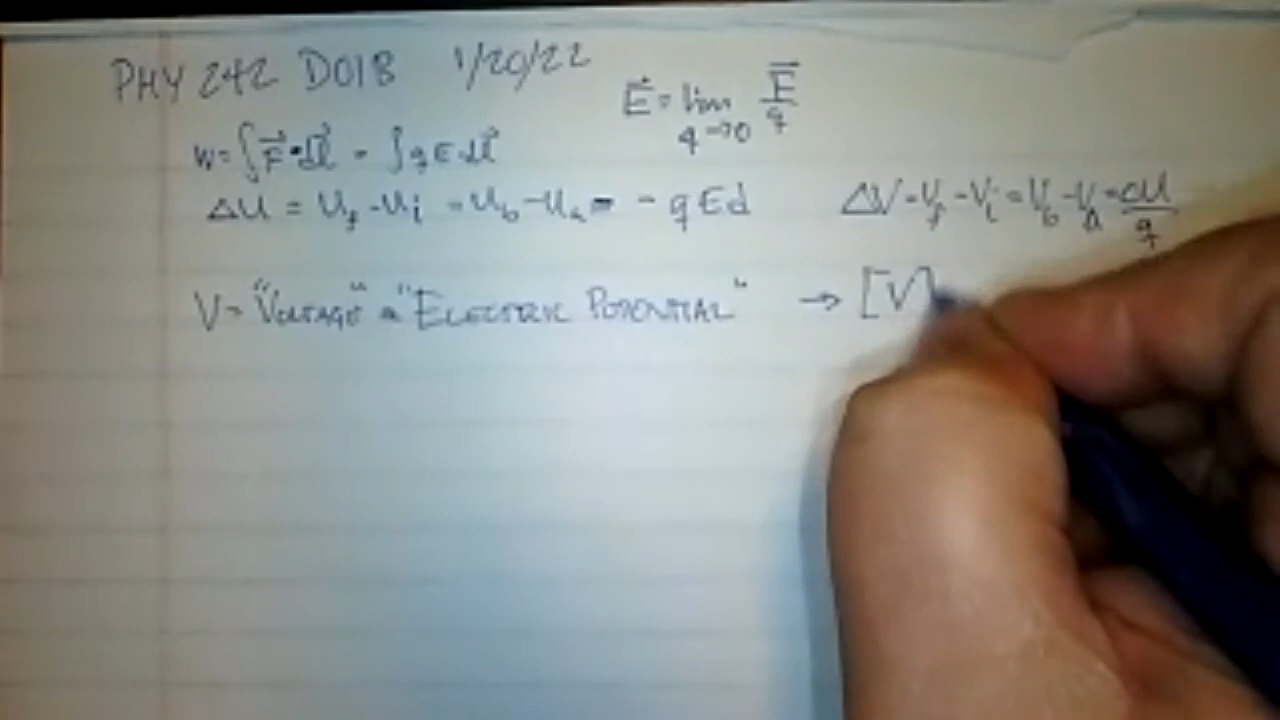 PHY 242 D01B 1/20/22
E⃗ = lim q→0 F⃗/q
W = ∫F⃗•dl⃗ = ∫qE dl⃗
ΔU = U_f - U_i = U_b - U_a = - qEd
ΔV = V_f - V_i = V_b - V_a = ΔU/q
V = "VOLTAGE" = "ELECTRIC POTENTIAL" → [V]